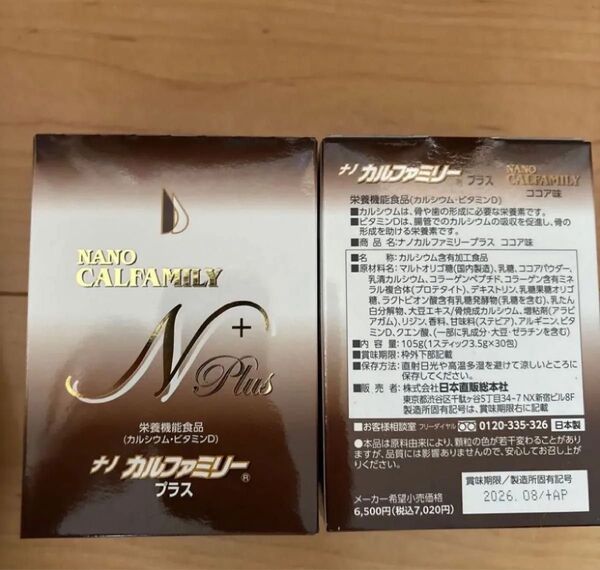 NANO
CALFAMILY
N+
Plus
栄養機能食品
(カルシウム・ビタミンD)
ナノ カルファミリー®
プラス
ナノ カルファミリー® プラス NANO CALFAMILY ココア味
栄養機能食品(カルシウム・ビタミンD)
■カルシウムは、骨や歯の形成に必要な栄養素です。
■ビタミンDは、腸管でのカルシウムの吸収を促進し、骨の
形成を助ける栄養素です。
■商 品 名:ナノカルファミリープラス ココア味
■名 称:カルシウム含有加工食品
■原材料名:マルトオリゴ糖(国内製造)、乳糖、ココアパウダー、
乳清カルシウム、コラーゲンペプチド、コラーゲン含有ミネ
ラル複合体(プロテタイト)、デキストリン、乳糖果糖オリゴ
糖、ラクトビオン酸含有乳糖発酵物(乳糖を含む)、乳たん
白分解物、大豆エキス/骨焼成カルシウム、増粘剤(アラビ
アガム)、リジン、香料、甘味料(ステビア)、アルギニン、ビタミ
ンD、クエン酸、(一部に乳成分・大豆・ゼラチンを含む)
■内 容 量:105g(1スティック3.5g×30包)
■賞味期限:枠外下部記載
■保存方法:直射日光や高温多湿を避けて涼しいところに
保存してください。
■販 売 者:株式会社日本直販総本社
東京都渋谷区千駄ヶ谷5丁目34-7 NX新宿ビル8F
製造所固有記号は、賞味期限右に記載
■お客様相談室 フリーダイヤル 0120-335-326 日本製
●本品は原料由来により、顆粒の色が若干変わることがあり
ますが、品質には影響ありませんので、安心してお召し上が
りください。
メーカー希望小売価格
6,500円(税込7,020円)
賞味期限/製造所固有記号
2026.08/+AP